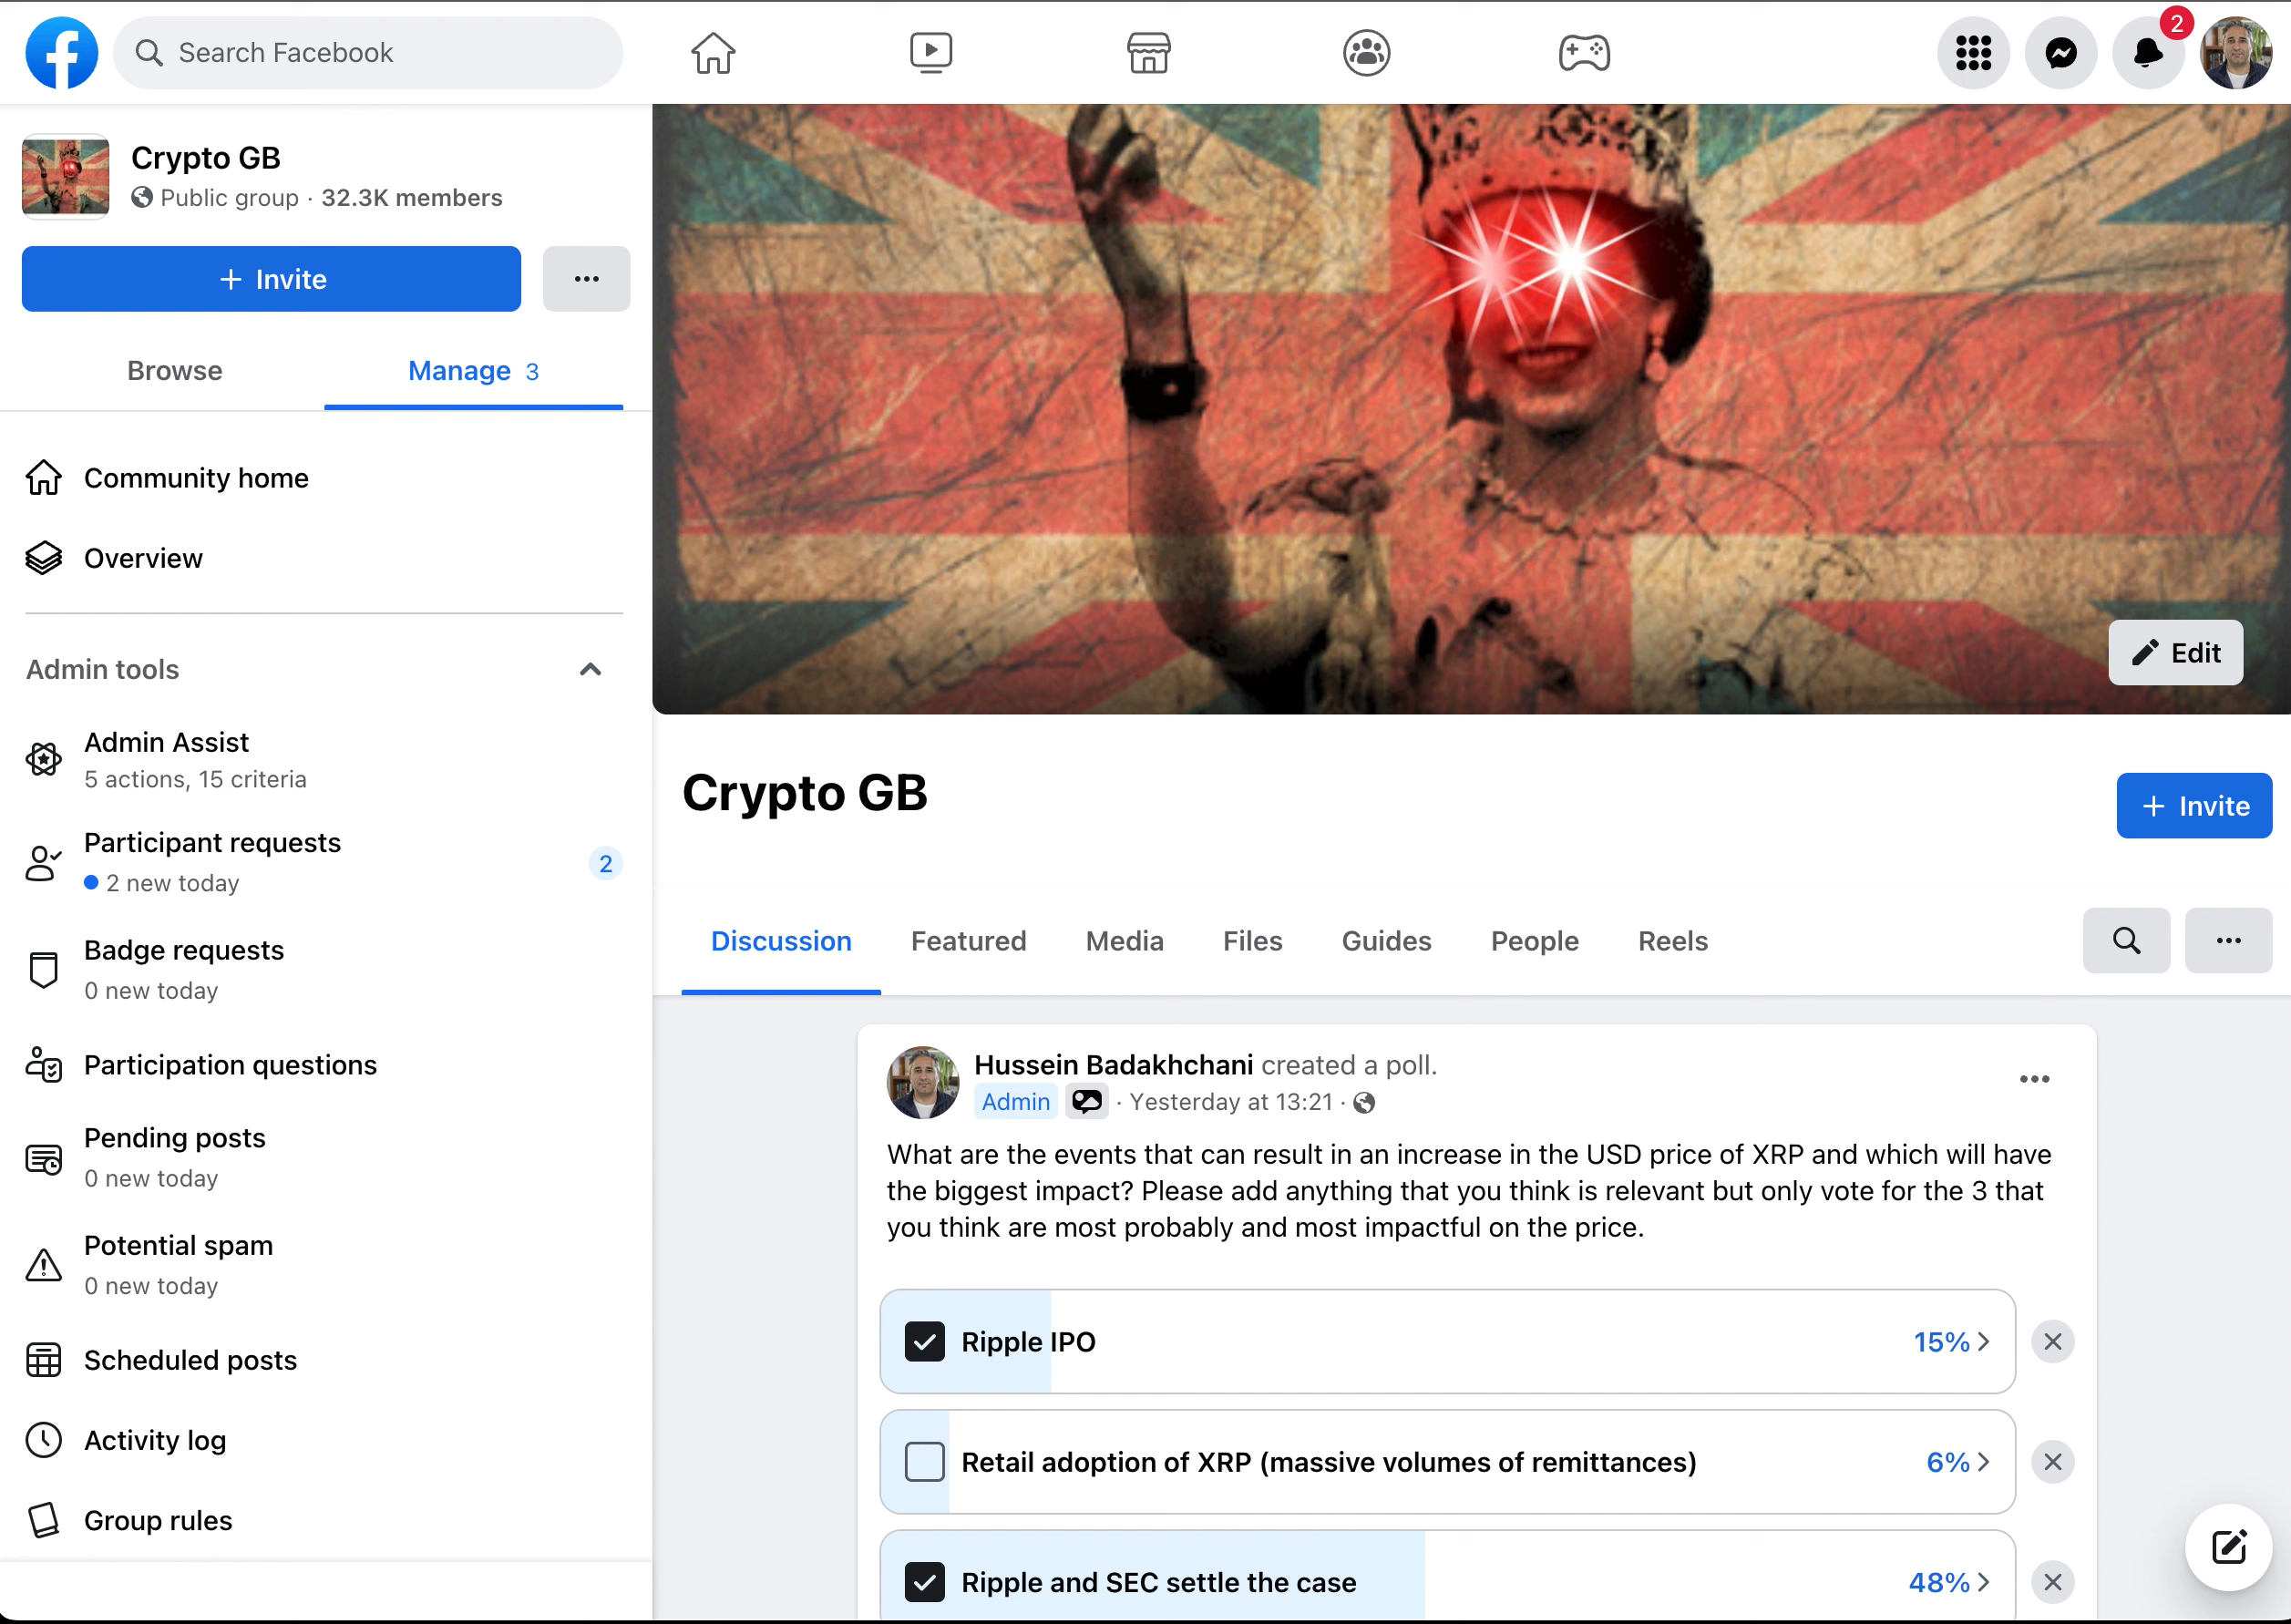 Search Facebook
2
Crypto GB
Public group · 32.3K members
+ Invite
Browse
Manage 3
Community home
Overview
Admin tools
Admin Assist
5 actions, 15 criteria
Participant requests
2 new today
2
Badge requests
0 new today
Participation questions
Pending posts
0 new today
Potential spam
0 new today
Scheduled posts
Activity log
Group rules
Edit
Crypto GB
+ Invite
Discussion
Featured
Media
Files
Guides
People
Reels
Hussein Badakhchani created a poll.
Admin · Yesterday at 13:21 ·
What are the events that can result in an increase in the USD price of XRP and which will have
the biggest impact? Please add anything that you think is relevant but only vote for the 3 that
you think are most probably and most impactful on the price.
Ripple IPO 15%
Retail adoption of XRP (massive volumes of remittances) 6%
Ripple and SEC settle the case 48%